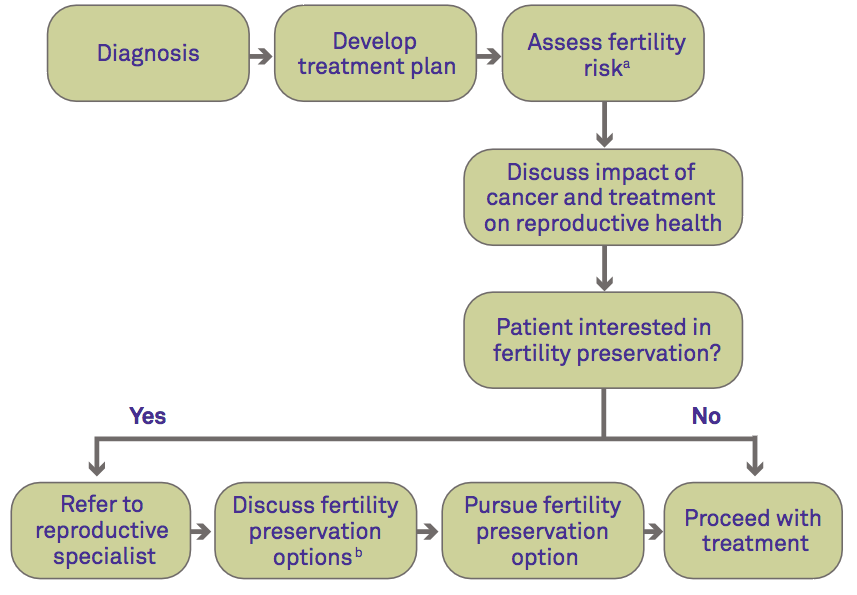 Diagnosis
Develop
treatment plan
Assess fertility
riskᵃ
Discuss impact of
cancer and treatment
on reproductive health
Patient interested in
fertility preservation?
Yes
No
Refer to
reproductive
specialist
Discuss fertility
preservation
optionsᵇ
Pursue fertility
preservation
option
Proceed with
treatment